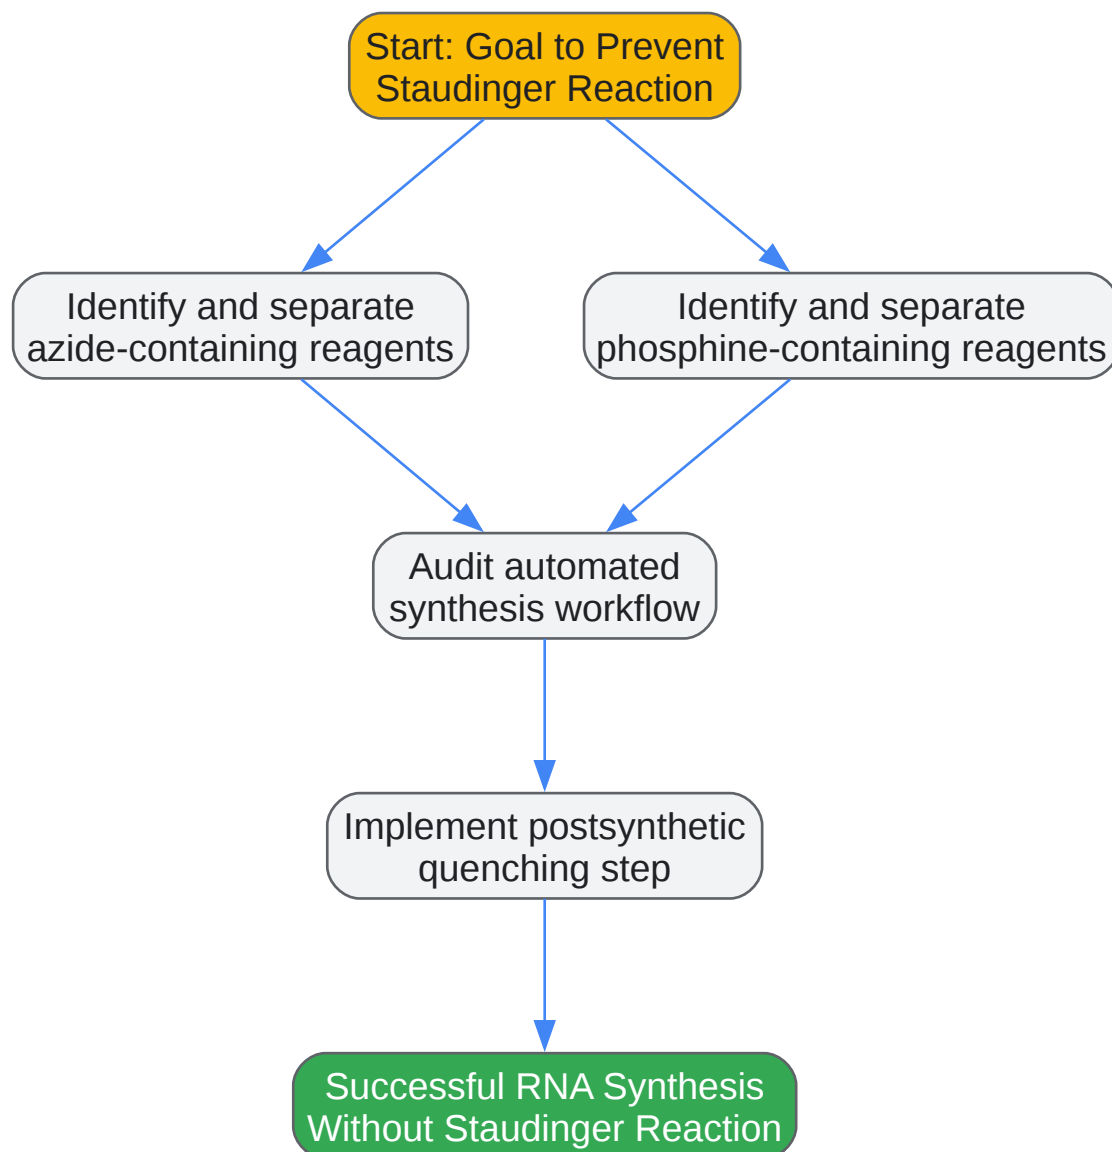 Start: Goal to Prevent
Staudinger Reaction
Identify and separate
azide-containing reagents
Identify and separate
phosphine-containing reagents
Audit automated
synthesis workflow
Implement postsynthetic
quenching step
Successful RNA Synthesis
Without Staudinger Reaction